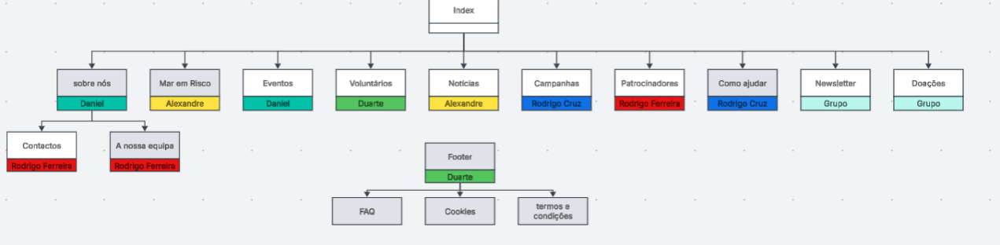 Index
sobre nós
Daniel
Mar em Risco
Alexandre
Eventos
Daniel
Voluntários
Duarte
Notícias
Alexandre
Campanhas
Rodrigo Cruz
Patrocinadores
Rodrigo Ferreira
Como ajudar
Rodrigo Cruz
Newsletter
Grupo
Doações
Grupo
Contactos
Rodrigo Ferreira
A nossa equipa
Rodrigo Ferreira
Footer
Duarte
FAQ
Cookies
termos e
condições